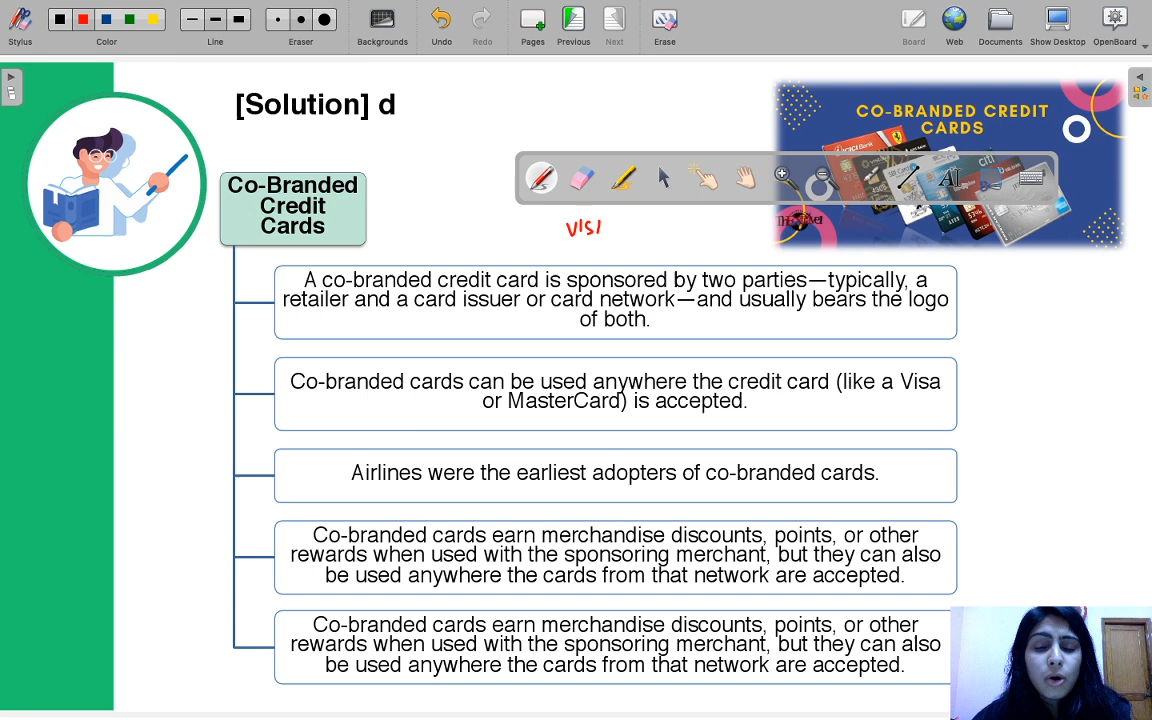 Stylus
Color
Line
Eraser
Backgrounds
Undo
Redo
Pages
Previous
Next
Erase
Board
Web
Documents
Show Desktop
OpenBoard
[Solution] d
CO-BRANDED CREDIT
CARDS
ICICI Bank
citi
Co-Branded
Credit
Cards
VISI
A co-branded credit card is sponsored by two parties—typically, a
retailer and a card issuer or card network—and usually bears the logo
of both.
Co-branded cards can be used anywhere the credit card (like a Visa
or MasterCard) is accepted.
Airlines were the earliest adopters of co-branded cards.
Co-branded cards earn merchandise discounts, points, or other
rewards when used with the sponsoring merchant, but they can also
be used anywhere the cards from that network are accepted.
Co-branded cards earn merchandise discounts, points, or other
rewards when used with the sponsoring merchant, but they can also
be used anywhere the cards from that network are accepted.